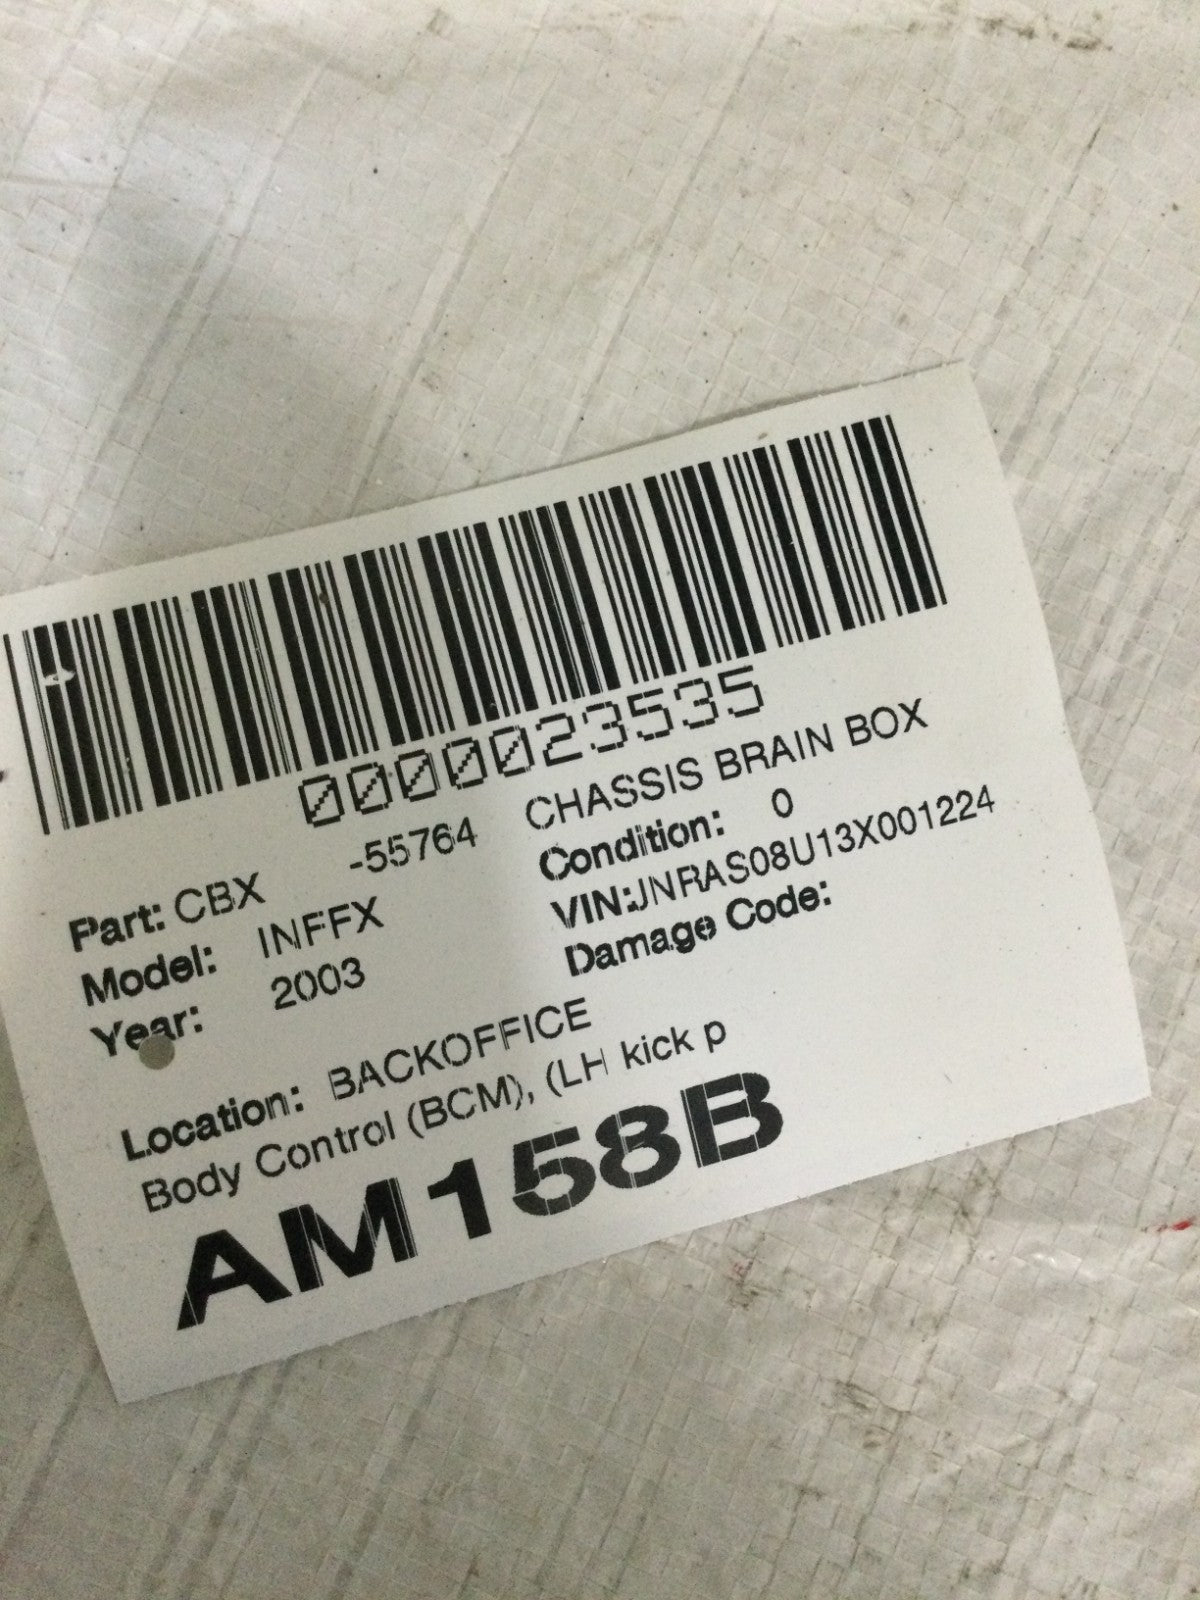 0000023535
Part: CBX -55764 CHASSIS BRAIN BOX
Model: INFFX Condition: 0
Year: 2003 VIN:JNRAS08U13X001224
Damage Code:
Location: BACKOFFICE
Body Control (BCM), (LH kick p
AM158B